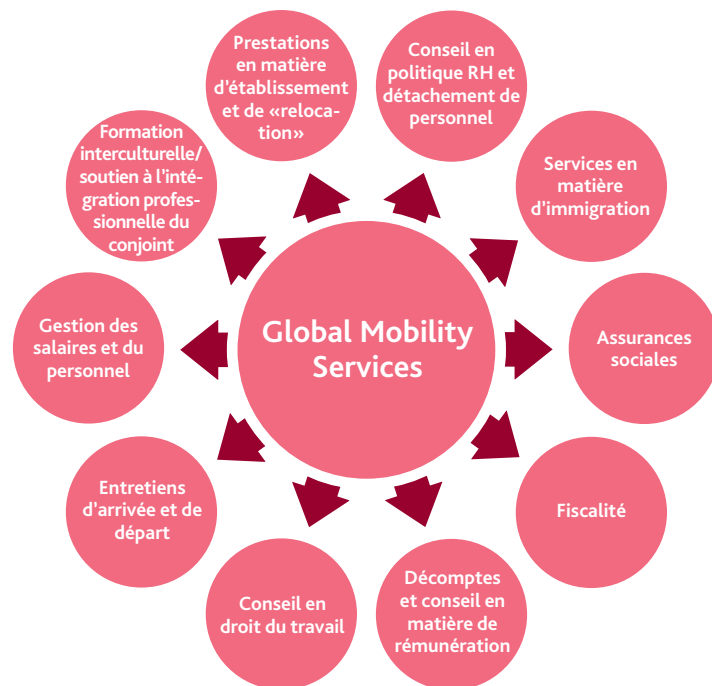 Prestations
en matière
d'établissement
et de «reloca-
tion»
Conseil en
politique RH et
détachement de
personnel
Formation
interculturelle/
soutien à l'inté-
gration profes-
sionnelle du
conjoint
Services en
matière
d'immigration
Gestion des
salaires et du
personnel
Global Mobility
Services
Assurances
sociales
Entretiens
d'arrivée et de
départ
Fiscalité
Conseil en
droit du travail
Décomptes
et conseil en
matière de
rémunération